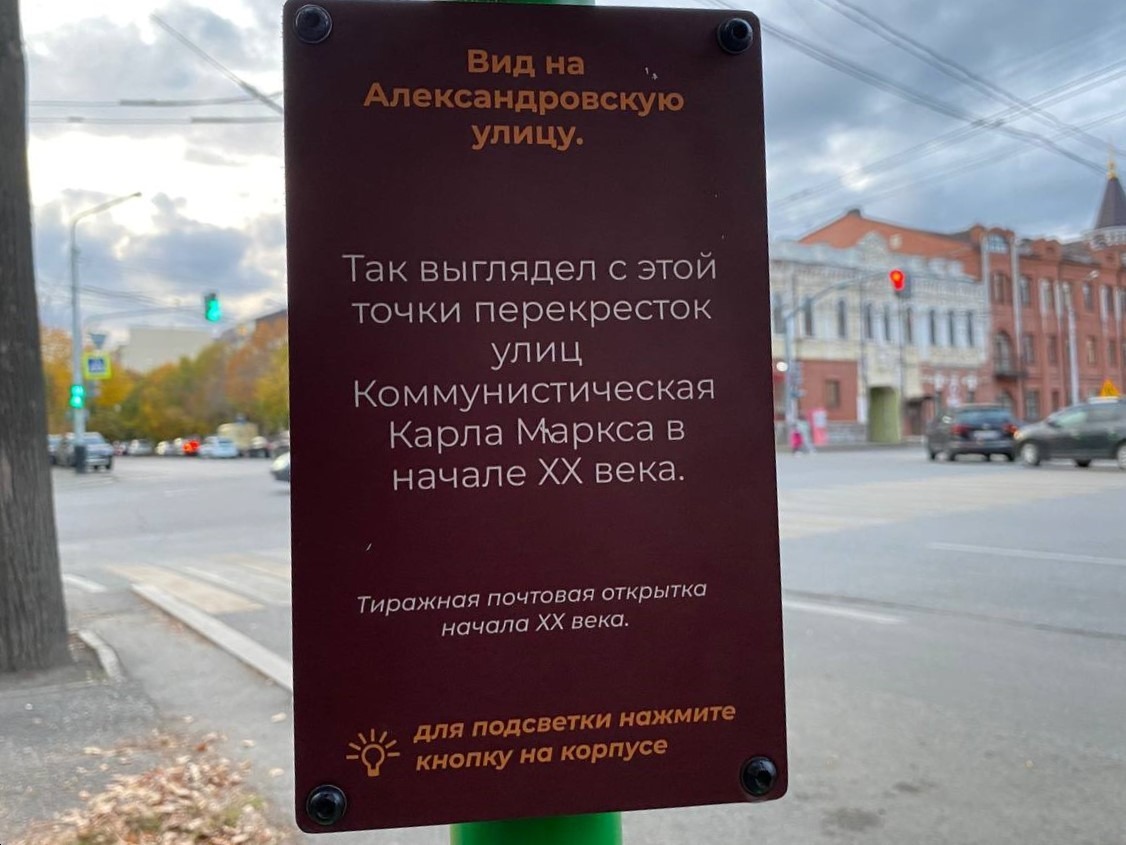 Вид на
Александровскую
улицу.
Так выглядел с этой
точки перекресток
улиц
Коммунистическая
Карла Маркса в
начале XX века.
Тиражная почтовая открытка
начала XX века.
для подсветки нажмите
кнопку на корпусе